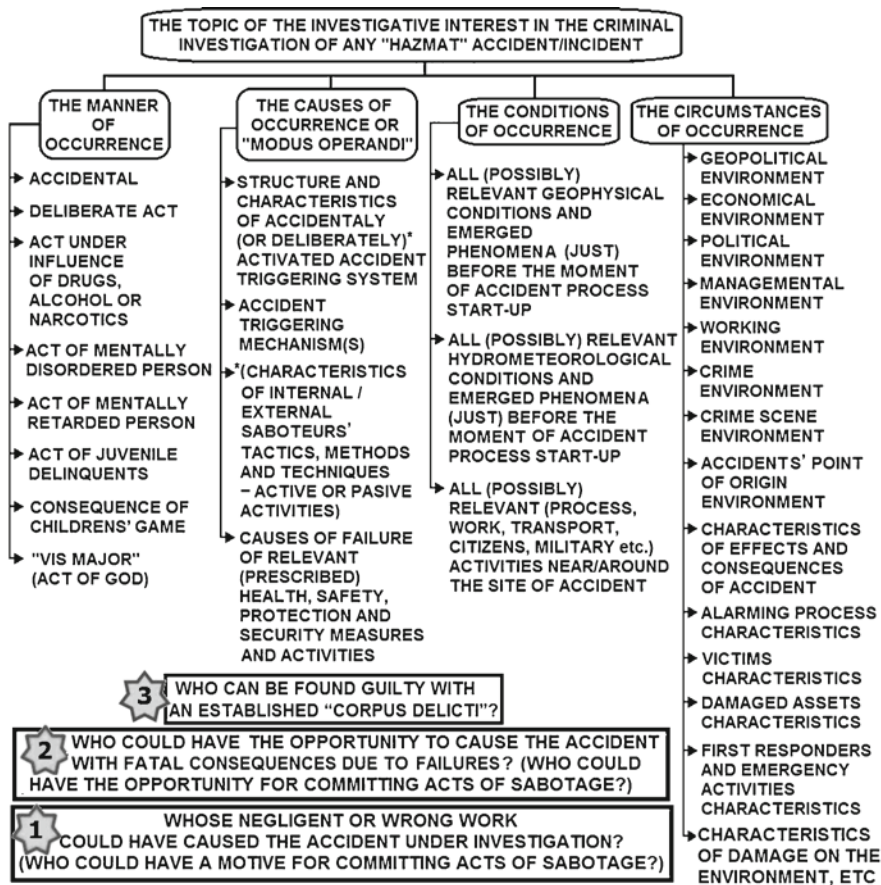 THE TOPIC OF THE INVESTIGATIVE INTEREST IN THE CRIMINAL
INVESTIGATION OF ANY "HAZMAT" ACCIDENT/INCIDENT
THE MANNER
OF
OCCURRENCE
ACCIDENTAL
DELIBERATE ACT
ACT UNDER
INFLUENCE
OF DRUGS,
ALCOHOL OR
NARCOTICS
ACT OF MENTALLY
DISORDERED PERSON
ACT OF MENTALLY
RETARDED PERSON
ACT OF JUVENILE
DELINQUENTS
CONSEQUENCE OF
CHILDRENS' GAME
"VIS MAJOR"
(ACT OF GOD)
THE CAUSES OF
OCCURRENCE OR
"MODUS OPERANDI"
STRUCTURE AND
CHARACTERISTICS
OF ACCIDENTALY
(OR DELIBERATELY)*
ACTIVATED ACCIDENT
TRIGGERING SYSTEM
ACCIDENT
TRIGGERING
MECHANISM(S)
*(CHARACTERISTICS
OF INTERNAL /
EXTERNAL
SABOTEURS'
TACTICS, METHODS
AND TECHNIQUES
– ACTIVE OR PASIVE
ACTIVITIES)
CAUSES OF FAILURE
OF RELEVANT
(PRESCRIBED)
HEALTH, SAFETY,
PROTECTION AND
SECURITY MEASURES
AND ACTIVITIES
THE CONDITIONS
OF OCCURRENCE
ALL (POSSIBLY)
RELEVANT GEOPHYSICAL
CONDITIONS AND
EMERGED
PHENOMENA (JUST)
BEFORE THE MOMENT
OF ACCIDENT PROCESS
START-UP
ALL (POSSIBLY) RELEVANT
HYDROMETEOROLOGICAL
CONDITIONS AND
EMERGED PHENOMENA
(JUST) BEFORE THE
MOMENT OF ACCIDENT
PROCESS START-UP
ALL (POSSIBLY)
RELEVANT (PROCESS,
WORK, TRANSPORT,
CITIZENS, MILITARY etc.)
ACTIVITIES NEAR/AROUND
THE SITE OF ACCIDENT
THE CIRCUMSTANCES
OF OCCURRENCE
GEOPOLITICAL
ENVIRONMENT
ECONOMICAL
ENVIRONMENT
POLITICAL
ENVIRONMENT
MANAGEMENTAL
ENVIRONMENT
WORKING
ENVIRONMENT
CRIME
ENVIRONMENT
CRIME SCENE
ENVIRONMENT
ACCIDENTS' POINT
OF ORIGIN
ENVIRONMENT
CHARACTERISTICS
OF EFFECTS AND
CONSEQUENCES
OF ACCIDENT
ALARMING PROCESS
CHARACTERISTICS
VICTIMS
CHARACTERISTICS
DAMAGED ASSETS
CHARACTERISTICS
FIRST RESPONDERS
AND EMERGENCY
ACTIVITIES
CHARACTERISTICS
CHARACTERISTICS
OF DAMAGE ON THE
ENVIRONMENT, ETC
3 WHO CAN BE FOUND GUILTY WITH
AN ESTABLISHED "CORPUS DELICTI"?
2 WHO COULD HAVE THE OPPORTUNITY TO CAUSE THE ACCIDENT
WITH FATAL CONSEQUENCES DUE TO FAILURES? (WHO COULD
HAVE THE OPPORTUNITY FOR COMMITTING ACTS OF SABOTAGE?)
1 WHOSE NEGLIGENT OR WRONG WORK
COULD HAVE CAUSED THE ACCIDENT UNDER INVESTIGATION?
(WHO COULD HAVE A MOTIVE FOR COMMITTING ACTS OF SABOTAGE?)